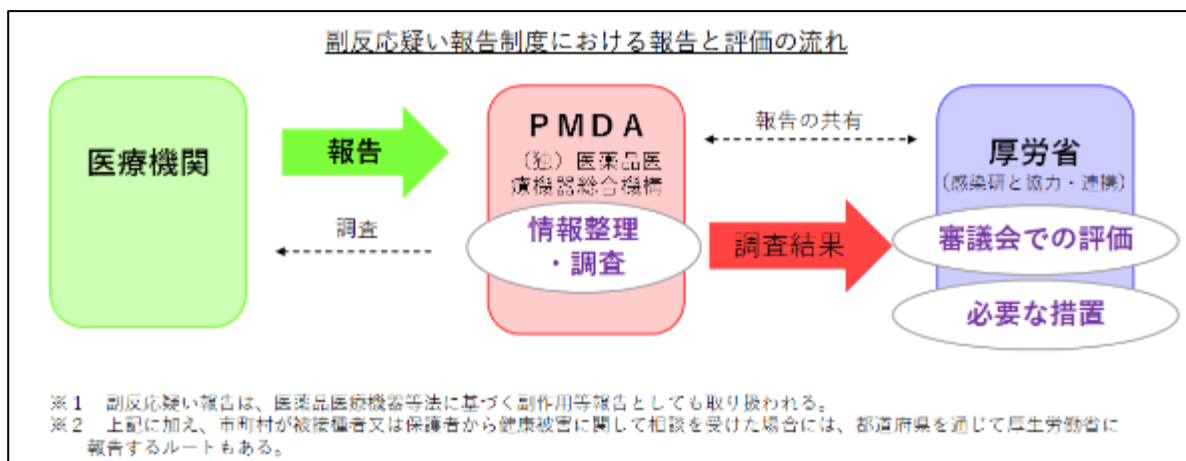 副反応疑い報告制度における報告と評価の流れ
医療機関
報告
調査
PMDA
（独）医薬品医
療機器総合機構
情報整理
・調査
報告の共有
調査結果
厚労省
（感染研と協力・連携）
審議会での評価
必要な措置
※1　副反応疑い報告は、医薬品医療機器等法に基づく副作用等報告としても取り扱われる。
※2　上記に加え、市町村が被接種者又は保護者から健康被害に関して相談を受けた場合には、都道府県を通じて厚生労働省に
報告するルートもある。